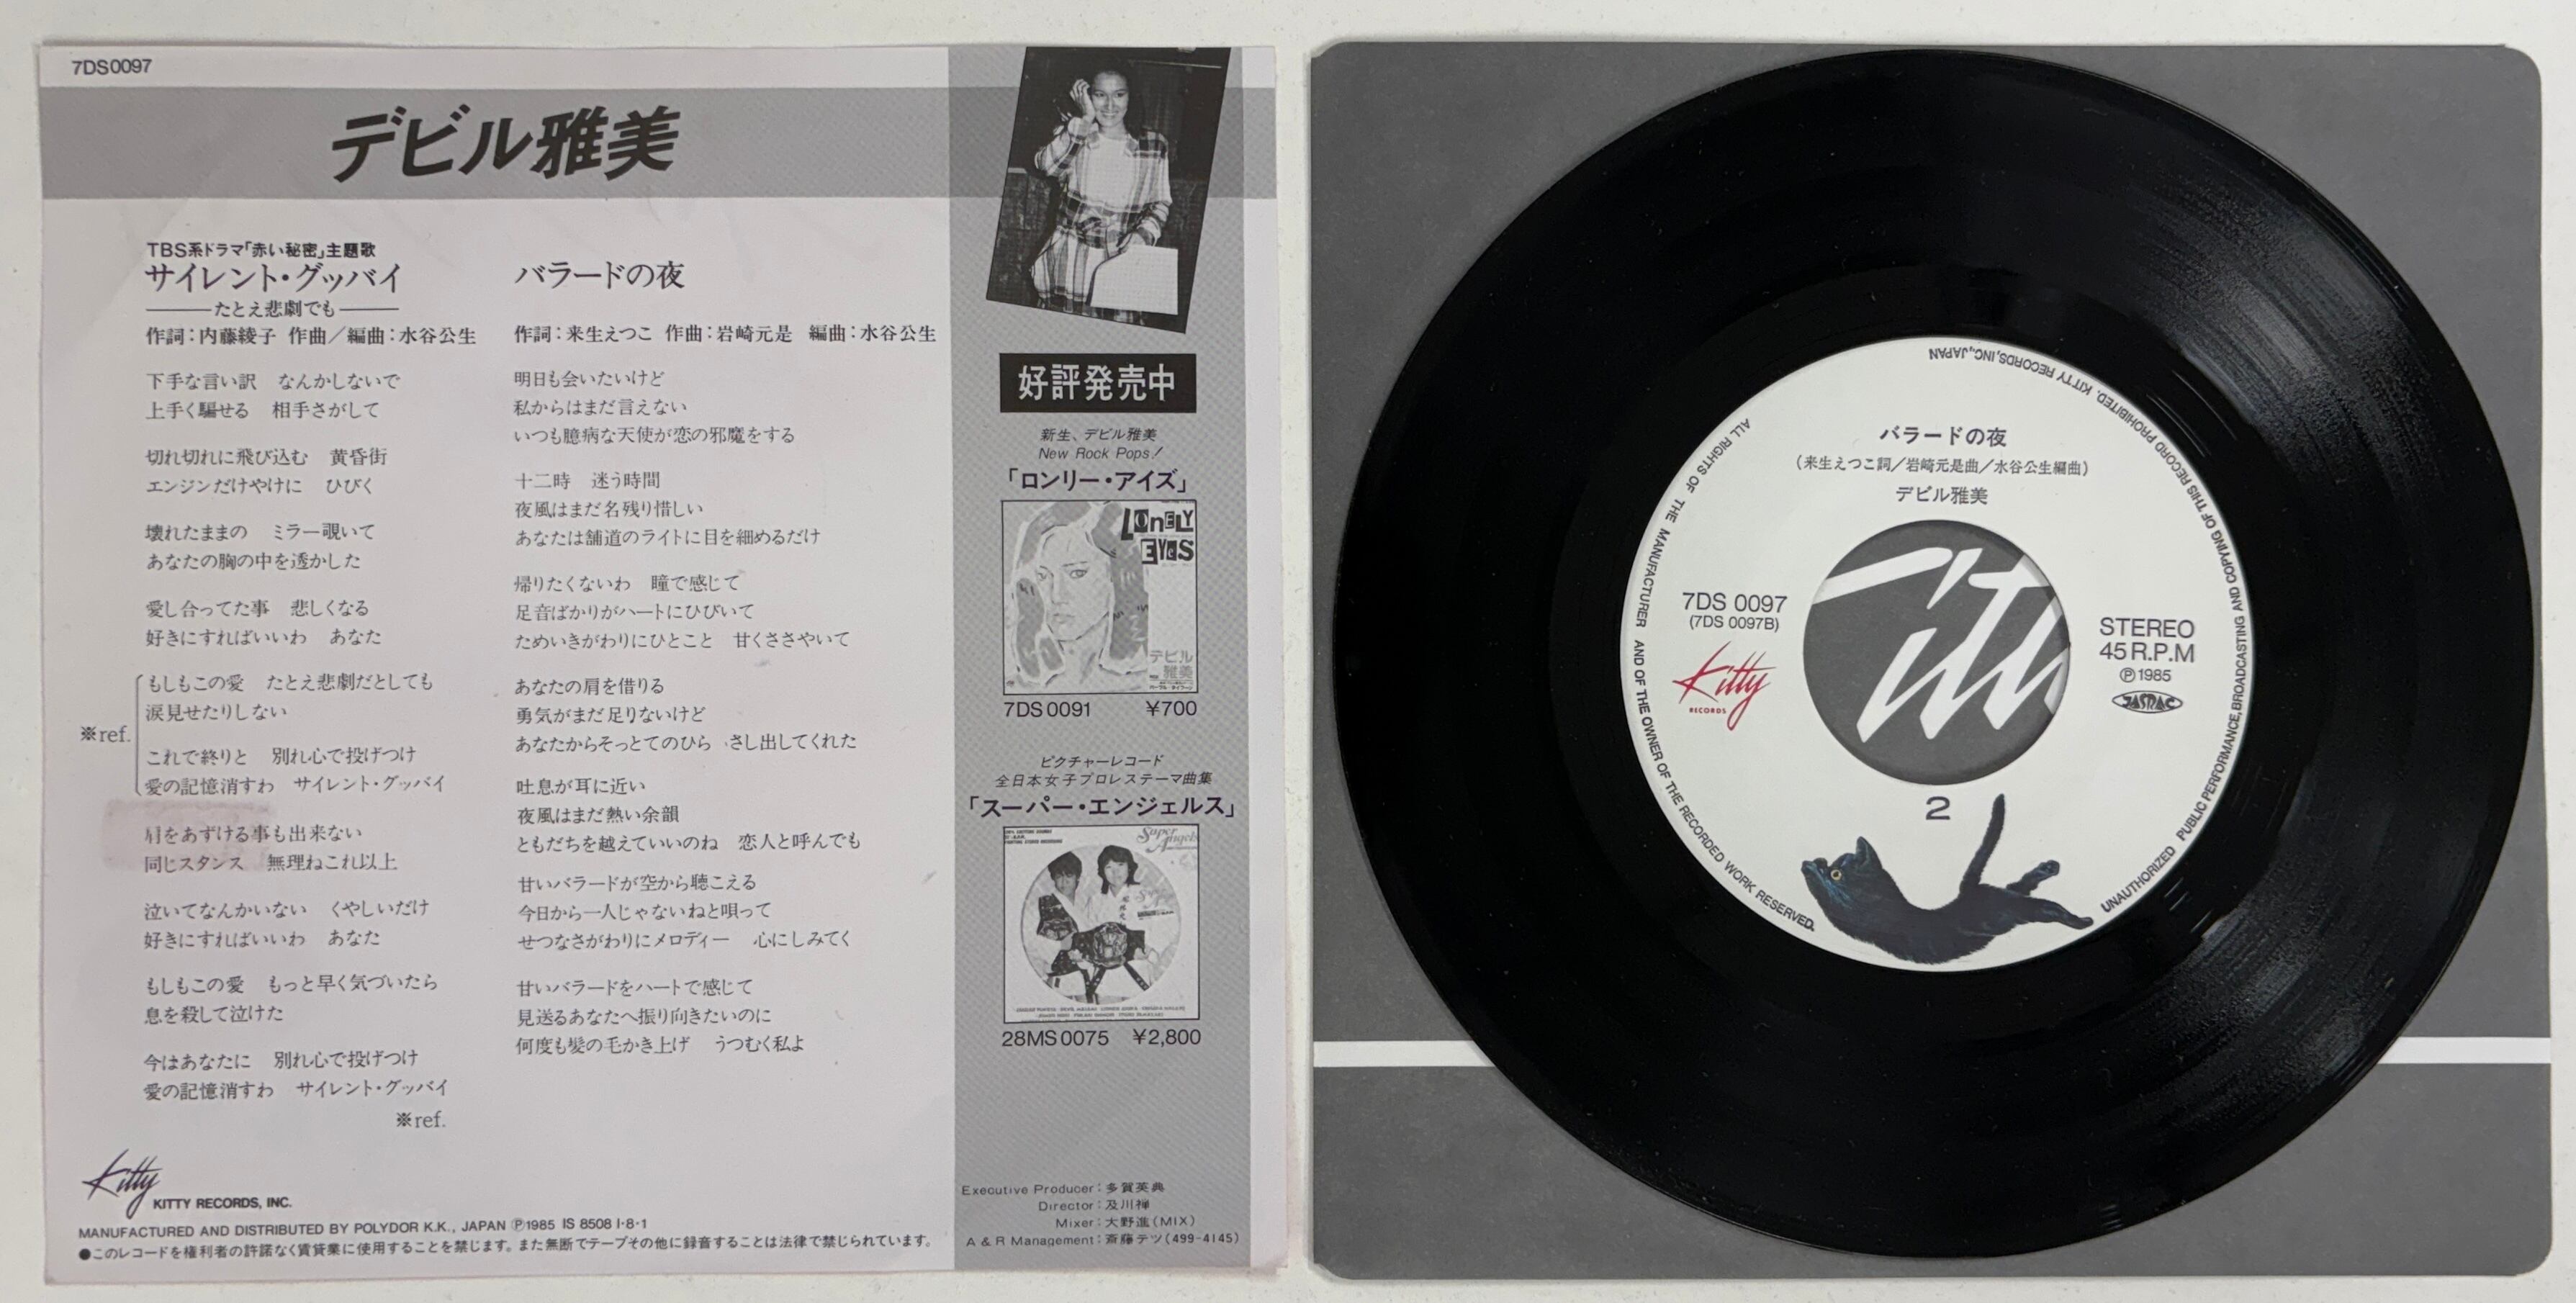 7DS0097
デビル雅美
TBS系ドラマ「赤い秘密」主題歌
サイレント・グッバイ
たとえ悲劇でも
作詞：内藤綾子 作曲／編曲：水谷公生
下手な言い訳 なんかしないで
上手く騙せる 相手さがして
切れ切れに飛び込む 黄昏街
エンジンだけやけに ひびく
壊れたままの ミラー覗いて
あなたの胸の中を透かした
愛し合ってた事 悲しくなる
好きにすればいいわ あなた
※ref.
もしもこの愛 たとえ悲劇だとしても
涙見せたりしない
これで終りと 別れ心で投げつけ
愛の記憶消すわ サイレント・グッバイ
肩をあずける事も出来ない
同じスタンス 無理ねこれ以上
泣いてなんかいない くやしいだけ
好きにすればいいわ あなた
もしもこの愛 もっと早く気づいたら
息を殺して泣けた
今はあなたに 別れ心で投げつけ
愛の記憶消すわ サイレント・グッバイ
※ref.
バラードの夜
作詞：来生えつこ 作曲：岩崎元是 編曲：水谷公生
明日も会いたいけど
私からはまだ言えない
いつも臆病な天使が恋の邪魔をする
十二時 迷う時間
夜風はまだ名残り惜しい
あなたは舗道のライトに目を細めるだけ
帰りたくないわ 瞳で感じて
足音ばかりがハートにひびいて
ためいきがわりにひとこと 甘くささやいて
あなたの肩を借りる
勇気がまだ足りないけど
あなたからそっとてのひら さし出してくれた
吐息が耳に近い
夜風はまだ熱い余韻
ともだちを越えていいのね 恋人と呼んでも
甘いバラードが空から聴こえる
今日から一人じゃないねと唄って
せつなさがわりにメロディー 心にしみてく
甘いバラードをハートで感じて
見送るあなたへ振り向きたいのに
何度も髪の毛かき上げ うつむく私よ
Kitty
KITTY RECORDS, INC.
MANUFACTURED AND DISTRIBUTED BY POLYDOR K.K., JAPAN Ⓟ1985 IS 8508 I·8·1
●このレコードを権利者の許諾なく賃貸業に使用することを禁じます。また無断でテープその他に録音することは法律で禁じられています。
好評発売中
新生、デビル雅美
New Rock Pops!
「ロンリー・アイズ」
LONELY
EYES
デビル
雅美
7DS0091 ¥700
ピクチャーレコード
全日本女子プロレステーマ曲集
「スーパー・エンジェルス」
Super
Angels
28MS0075 ¥2,800
Executive Producer：多賀英典
Director：及川禅
Mixer：大野進(MIX)
A & R Management：斎藤テツ(499-4145)
バラードの夜
（来生えつこ詞／岩崎元是曲／水谷公生編曲）
デビル雅美
7DS 0097
(7DS 0097B)
Kitty
RECORDS
STEREO
45 R.P.M
Ⓟ1985
JASRAC
2
ALL RIGHTS OF THE MANUFACTURER AND OF THE OWNER OF THE RECORDED WORK RESERVED.
UNAUTHORIZED PUBLIC PERFORMANCE, BROADCASTING AND COPYING OF THIS RECORD PROHIBITED. KITTY RECORDS, INC., JAPAN